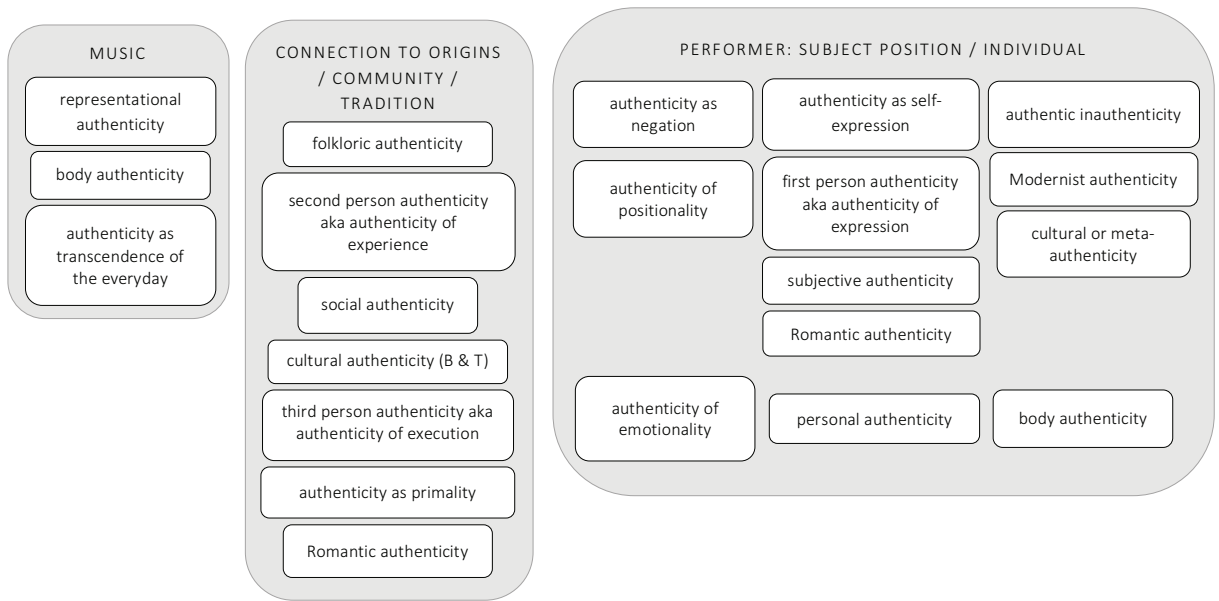 MUSIC
representational
authenticity
body authenticity
authenticity as
transcendence of
the everyday
CONNECTION TO ORIGINS
/ COMMUNITY /
TRADITION
folkloric authenticity
second person authenticity
aka authenticity of
experience
social authenticity
cultural authenticity (B & T)
third person authenticity aka
authenticity of execution
authenticity as primality
Romantic authenticity
PERFORMER: SUBJECT POSITION / INDIVIDUAL
authenticity as
negation
authenticity of
positionality
authenticity as self-
expression
first person authenticity
aka authenticity of
expression
subjective authenticity
Romantic authenticity
authentic inauthenticity
Modernist authenticity
cultural or meta-
authenticity
authenticity of
emotionality
personal authenticity
body authenticity